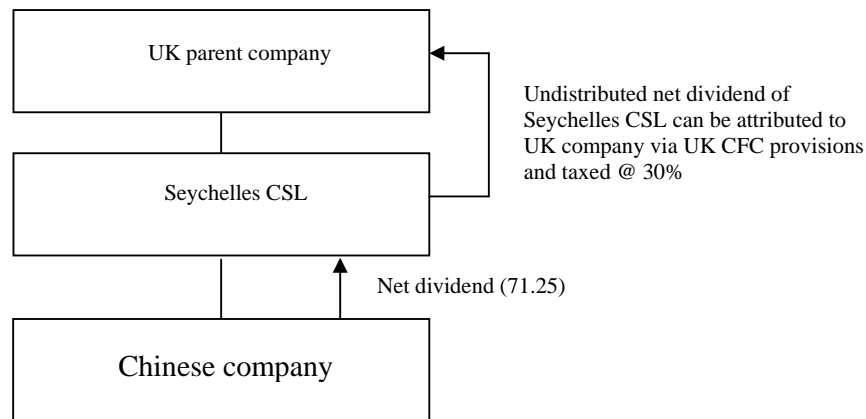 UK parent company
Undistributed net dividend of
Seychelles CSL can be attributed to
UK company via UK CFC provisions
and taxed @ 30%
Seychelles CSL
Net dividend (71.25)
Chinese company